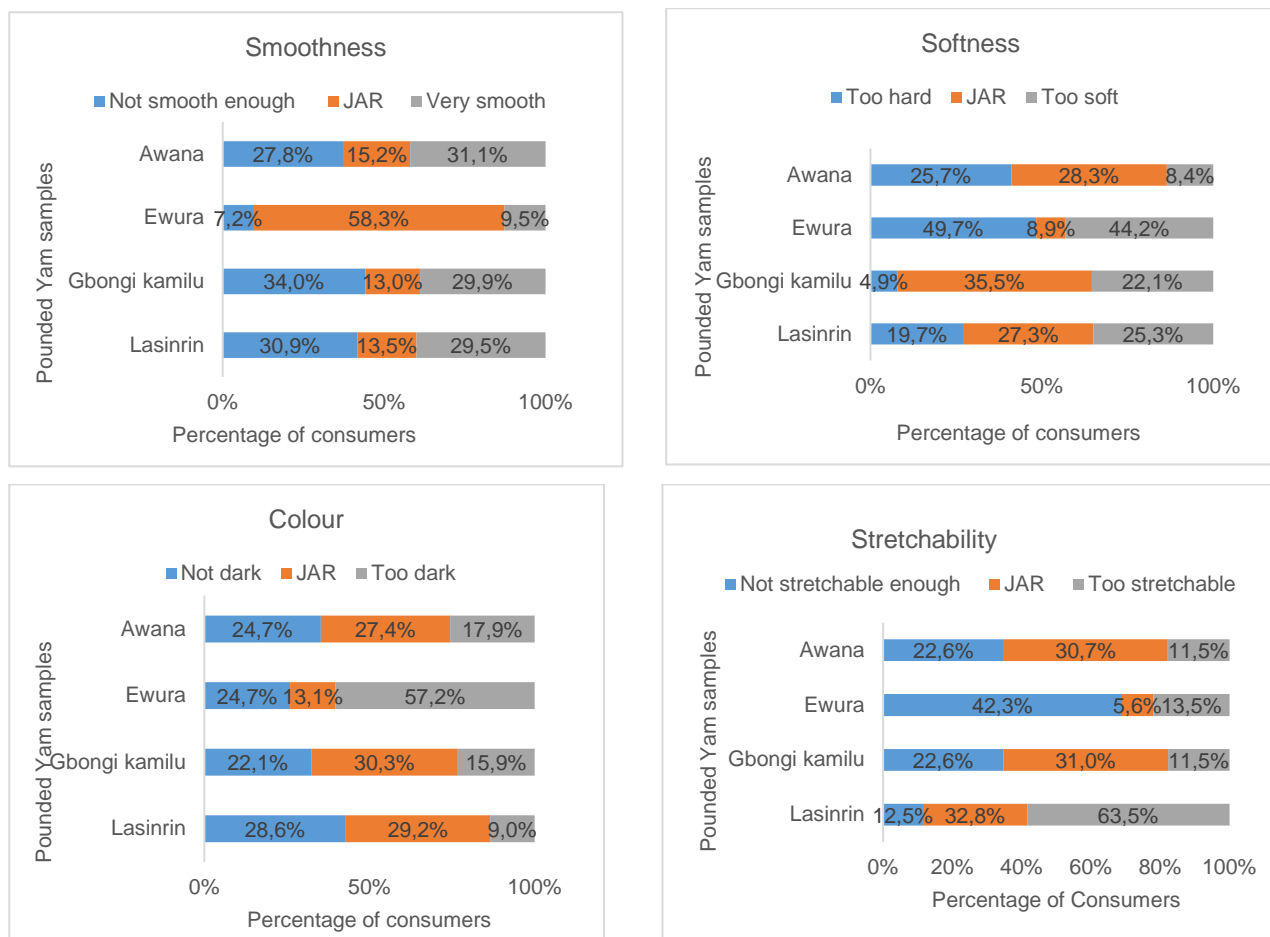 Smoothness
Not smooth enough JAR Very smooth
Pounded Yam samples
Awana 27,8% 15,2% 31,1%
Ewura 7,2% 58,3% 9,5%
Gbongi kamilu 34,0% 13,0% 29,9%
Lasinrin 30,9% 13,5% 29,5%
0% 50% 100%
Percentage of consumers
Softness
Too hard JAR Too soft
Pounded Yam samples
Awana 25,7% 28,3% 8,4%
Ewura 49,7% 8,9% 44,2%
Gbongi kamilu 4,9% 35,5% 22,1%
Lasinrin 19,7% 27,3% 25,3%
0% 50% 100%
Percentage of consumers
Colour
Not dark JAR Too dark
Pounded Yam samples
Awana 24,7% 27,4% 17,9%
Ewura 24,7% 13,1% 57,2%
Gbongi kamilu 22,1% 30,3% 15,9%
Lasinrin 28,6% 29,2% 9,0%
0% 50% 100%
Percentage of consumers
Stretchability
Not stretchable enough JAR Too stretchable
Pounded Yam samples
Awana 22,6% 30,7% 11,5%
Ewura 42,3% 5,6% 13,5%
Gbongi kamilu 22,6% 31,0% 11,5%
Lasinrin 12,5% 32,8% 63,5%
0% 20% 40% 60% 80% 100%
Percentage of Consumers